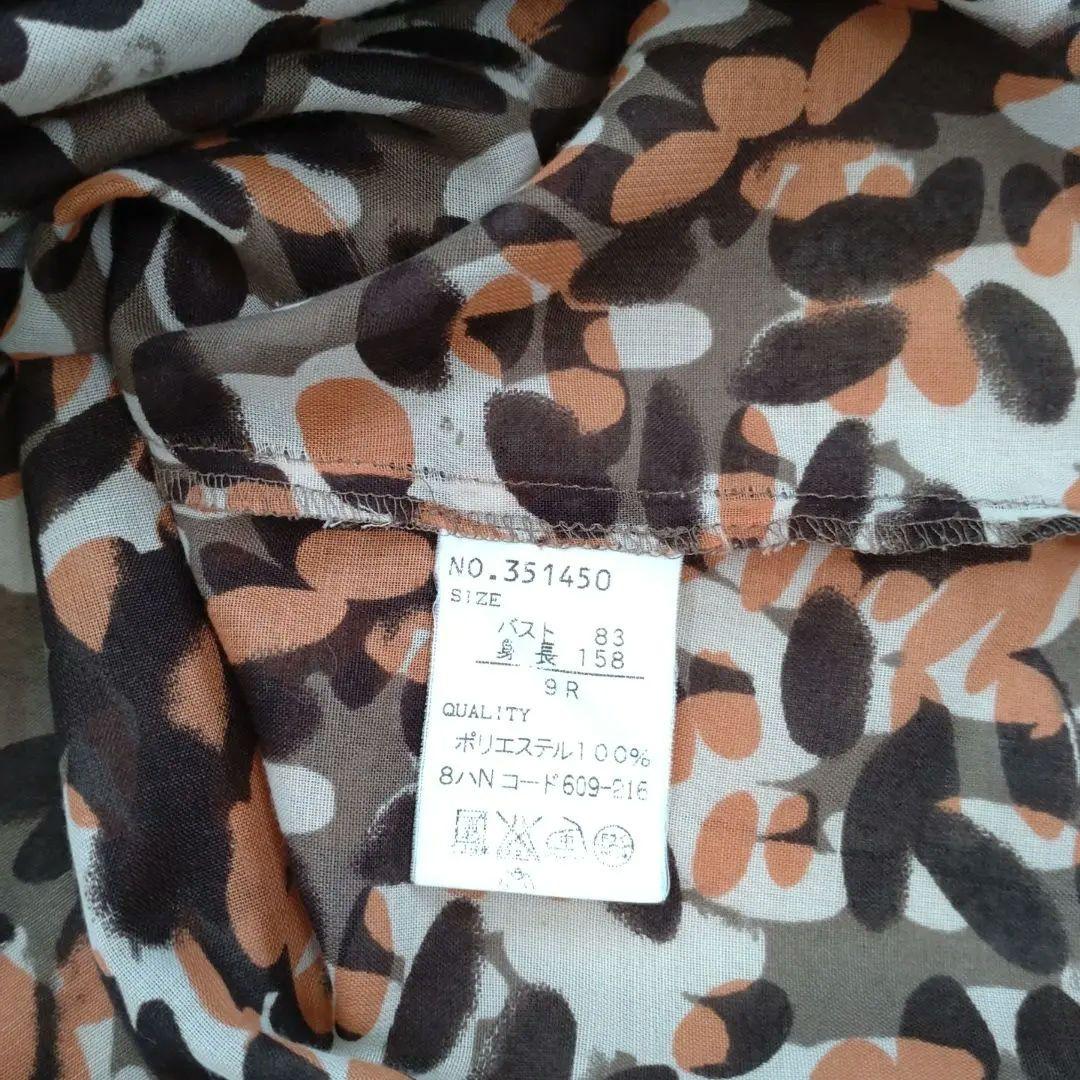 NO.351450
SIZE
バスト 83
身長 158
9R
QUALITY
ポリエステル100%
8ハNコード609-216